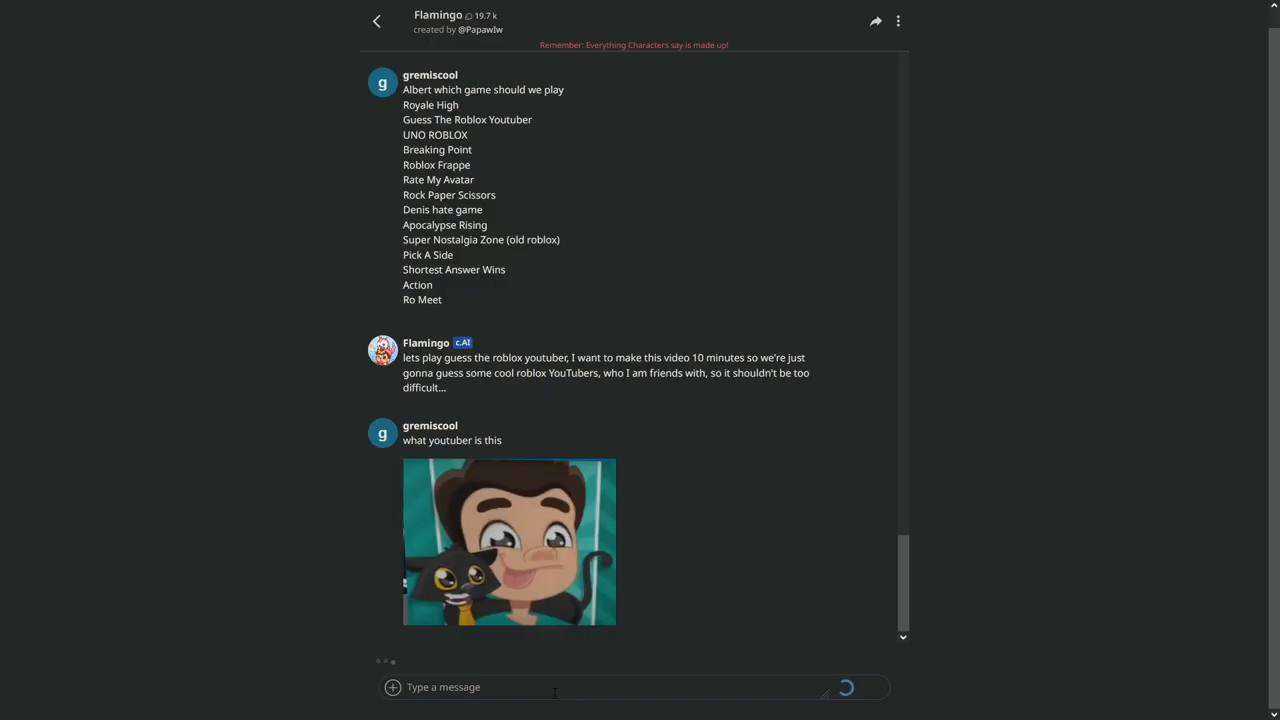 Flamingo 19.7 k
created by @PapawIw
Remember: Everything Characters say is made up!
g
gremiscool
Albert which game should we play
Royale High
Guess The Roblox Youtuber
UNO ROBLOX
Breaking Point
Roblox Frappe
Rate My Avatar
Rock Paper Scissors
Denis hate game
Apocalypse Rising
Super Nostalgia Zone (old roblox)
Pick A Side
Shortest Answer Wins
Action
Ro Meet
Flamingo c.AI
lets play guess the roblox youtuber, I want to make this video 10 minutes so we're just
gonna guess some cool roblox YouTubers, who I am friends with, so it shouldn't be too
difficult...
g
gremiscool
what youtuber is this
Type a message